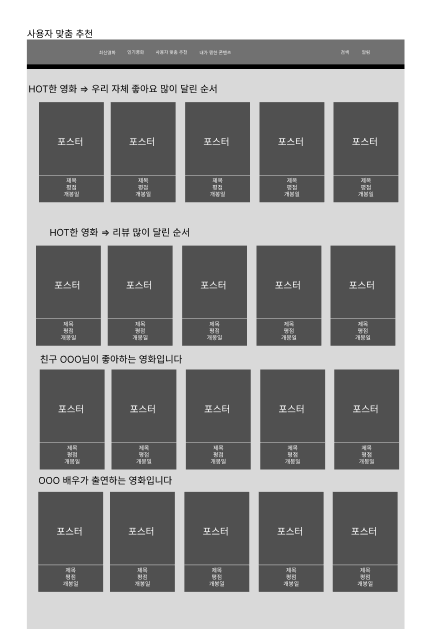 사용자 맞춤 추천
최신영화 인기영화 사용자 맞춤 추천 내가 찜한 콘텐츠 검색
HOT한 영화 ⇒ 우리 자체 좋아요 많이 달린 순서
포스터 포스터 포스터 포스터 포스터
제목 제목 제목 제목 제목
평점 평점 평점 평점 평점
개봉일 개봉일 개봉일 개봉일 개봉일
HOT한 영화 ⇒ 리뷰 많이 달린 순서
포스터 포스터 포스터 포스터 포스터
제목 제목 제목 제목 제목
평점 평점 평점 평점 평점
개봉일 개봉일 개봉일 개봉일 개봉일
친구 OOO님이 좋아하는 영화입니다
포스터 포스터 포스터 포스터 포스터
제목 제목 제목 제목 제목
평점 평점 평점 평점 평점
개봉일 개봉일 개봉일 개봉일 개봉일
OOO 배우가 출연하는 영화입니다
포스터 포스터 포스터 포스터 포스터
제목 제목 제목 제목 제목
평점 평점 평점 평점 평점
개봉일 개봉일 개봉일 개봉일 개봉일